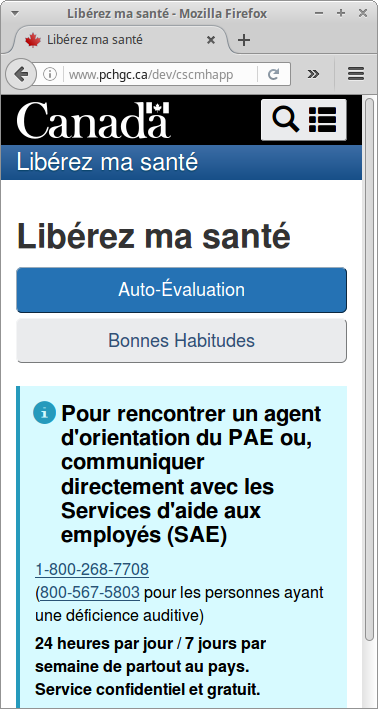 Libérez ma santé - Mozilla Firefox
Libérez ma santé
www.pchgc.ca/dev/cscmhapp
Canada
Libérez ma santé
Libérez ma santé
Auto-Évaluation
Bonnes Habitudes
Pour rencontrer un agent
d'orientation du PAE ou,
communiquer
directement avec les
Services d'aide aux
employés (SAE)
1-800-268-7708
(800-567-5803 pour les personnes ayant
une déficience auditive)
24 heures par jour / 7 jours par
semaine de partout au pays.
Service confidentiel et gratuit.